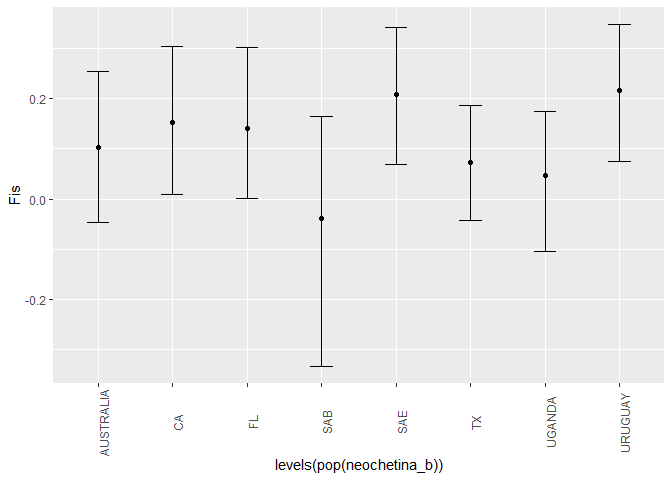 0.2
0.0
-0.2
Fis
AUSTRALIA
CA
FL
SAB
SAE
TX
UGANDA
URUGUAY
levels(pop(neochetina_b))